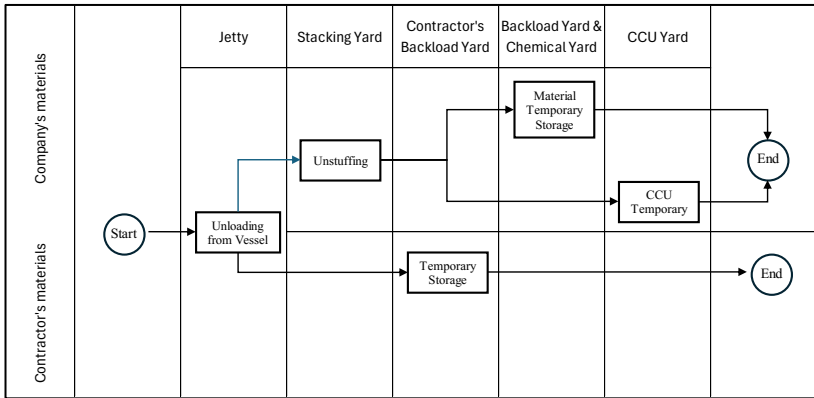 Jetty
Stacking Yard
Contractor's
Backload Yard
Backload Yard &
Chemical Yard
CCU Yard
Company's materials
Material
Temporary
Storage
Unstuffing
End
CCU
Temporary
Start
Unloading
from Vessel
Contractor's materials
Temporary
Storage
End